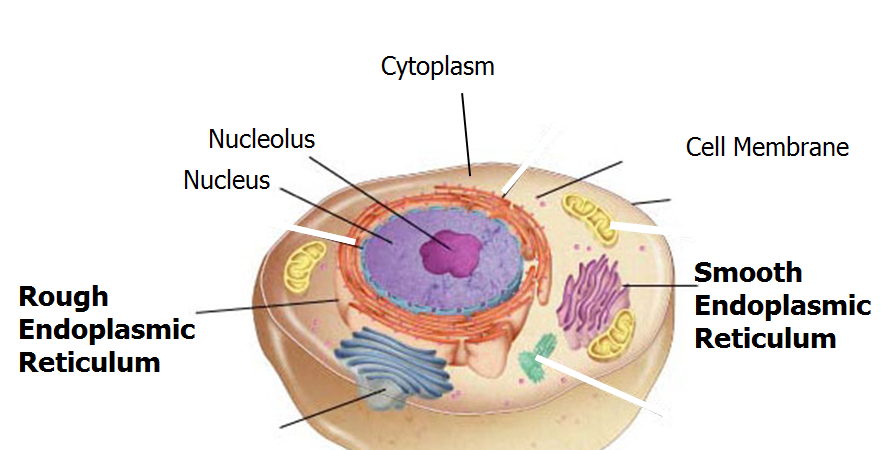 Cytoplasm
Nucleolus
Cell Membrane
Nucleus
Smooth
Endoplasmic
Reticulum
Rough
Endoplasmic
Reticulum